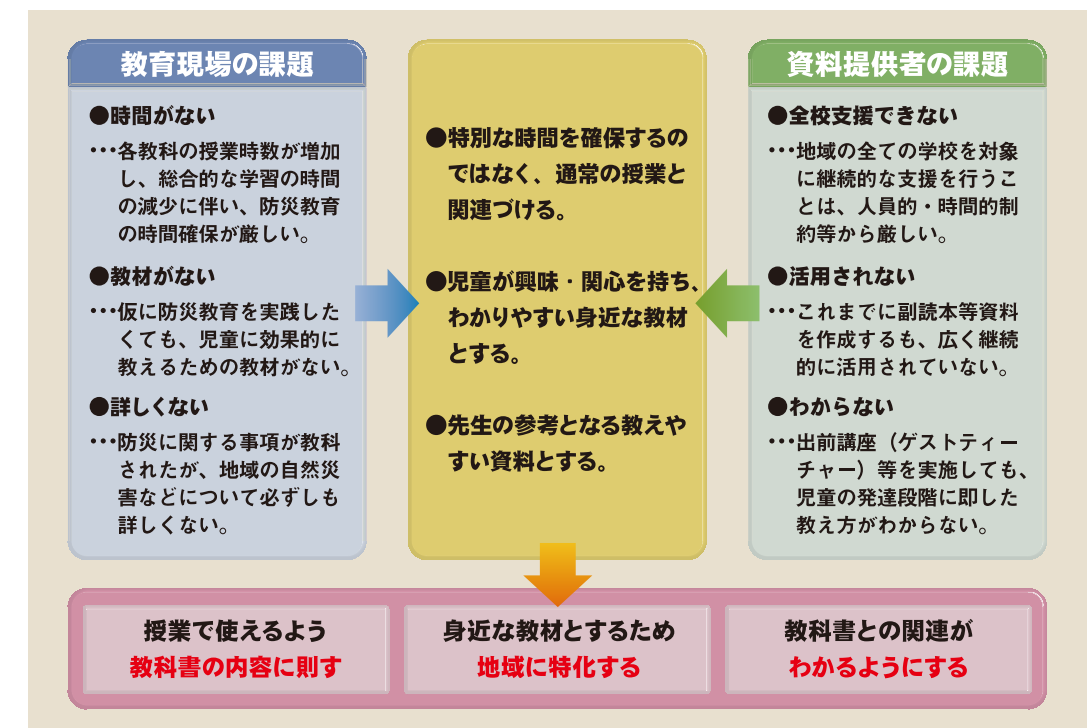 教育現場の課題
●時間がない
･･･各教科の授業時数が増加
し、総合的な学習の時間
の減少に伴い、防災教育
の時間確保が厳しい。
●教材がない
･･･仮に防災教育を実践した
くても、児童に効果的に
教えるための教材がない。
●詳しくない
･･･防災に関する事項が教科
されたが、地域の自然災
害などについて必ずしも
詳しくない。
●特別な時間を確保するの
ではなく、通常の授業と
関連づける。
●児童が興味・関心を持ち、
わかりやすい身近な教材
とする。
●先生の参考となる教えや
すい資料とする。
資料提供者の課題
●全校支援できない
･･･地域の全ての学校を対象
に継続的な支援を行うこ
とは、人員的・時間的制
約等から厳しい。
●活用されない
･･･これまでに副読本等資料
を作成するも、広く継続
的に活用されていない。
●わからない
･･･出前講座（ゲストティー
チャー）等を実施しても、
児童の発達段階に即した
教え方がわからない。
授業で使えるよう
教科書の内容に則す
身近な教材とするため
地域に特化する
教科書との関連が
わかるようにする